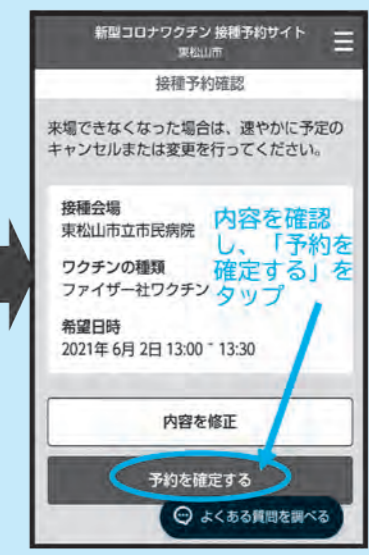 新型コロナワクチン 接種予約サイト
東松山市
接種予約確認
来場できなくなった場合は、速やかに予定の
キャンセルまたは変更を行ってください。
接種会場
東松山市立市民病院
ワクチンの種類
ファイザー社ワクチン
希望日時
2021年 6月 2日 13:00 ~ 13:30
内容を確認
し、「予約を
確定する」を
タップ
内容を修正
予約を確定する
よくある質問を調べる